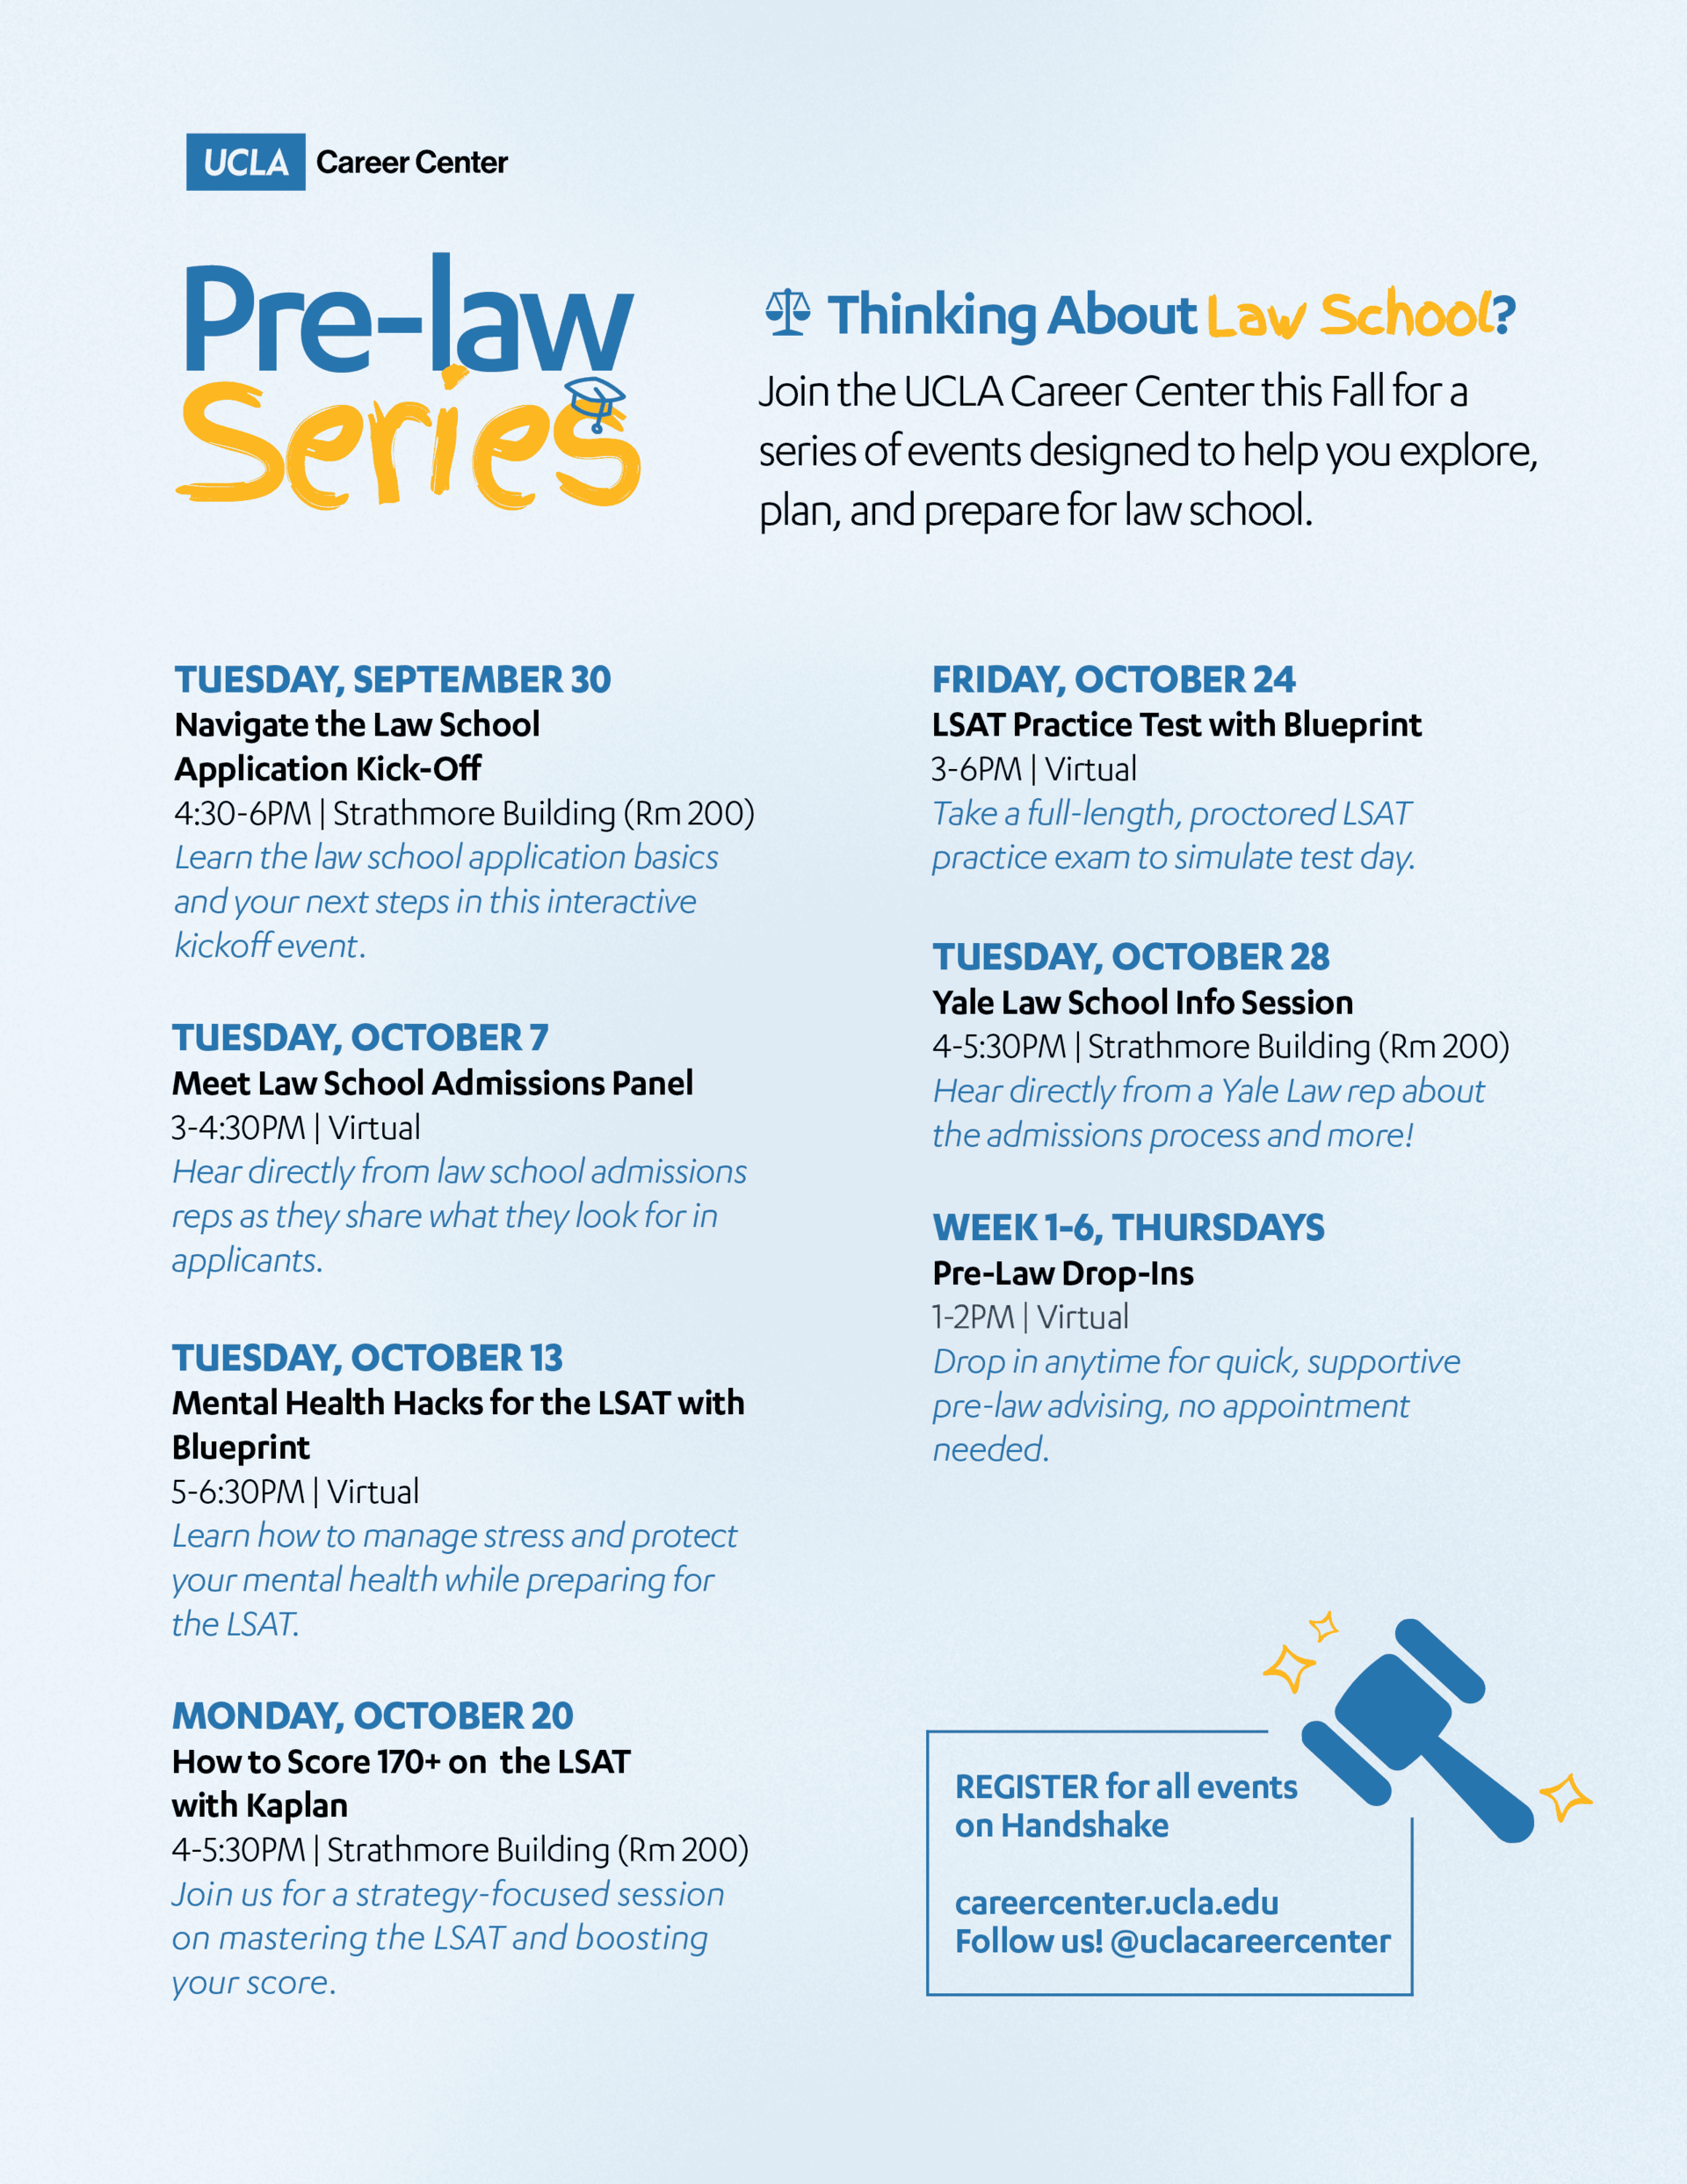 UCLA Career Center
Pre-law
Series
Thinking About Law School?
Join the UCLA Career Center this Fall for a
series of events designed to help you explore,
plan, and prepare for law school.
TUESDAY, SEPTEMBER 30
Navigate the Law School
Application Kick-Off
4:30-6PM | Strathmore Building (Rm 200)
Learn the law school application basics
and your next steps in this interactive
kickoff event.
TUESDAY, OCTOBER 7
Meet Law School Admissions Panel
3-4:30PM | Virtual
Hear directly from law school admissions
reps as they share what they look for in
applicants.
TUESDAY, OCTOBER 13
Mental Health Hacks for the LSAT with
Blueprint
5-6:30PM | Virtual
Learn how to manage stress and protect
your mental health while preparing for
the LSAT.
MONDAY, OCTOBER 20
How to Score 170+ on the LSAT
with Kaplan
4-5:30PM | Strathmore Building (Rm 200)
Join us for a strategy-focused session
on mastering the LSAT and boosting
your score.
FRIDAY, OCTOBER 24
LSAT Practice Test with Blueprint
3-6PM | Virtual
Take a full-length, proctored LSAT
practice exam to simulate test day.
TUESDAY, OCTOBER 28
Yale Law School Info Session
4-5:30PM | Strathmore Building (Rm 200)
Hear directly from a Yale Law rep about
the admissions process and more!
WEEK 1-6, THURSDAYS
Pre-Law Drop-Ins
1-2PM | Virtual
Drop in anytime for quick, supportive
pre-law advising, no appointment
needed.
REGISTER for all events
on Handshake
careercenter.ucla.edu
Follow us! @uclacareercenter